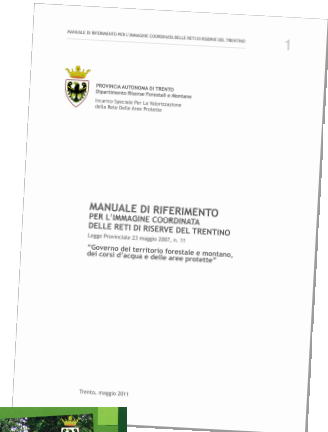 MANUALE DI RIFERIMENTO PER L'IMMAGINE COORDINATA DELLE RETI DI RISERVE DEL TRENTINO
1
PROVINCIA AUTONOMA DI TRENTO
Dipartimento Risorse Forestali e Montane
Incarico Speciale Per La Valorizzazione
della Rete Delle Aree Protette
MANUALE DI RIFERIMENTO
PER L'IMMAGINE COORDINATA
DELLE RETI DI RISERVE DEL TRENTINO
Legge Provinciale 23 maggio 2007, n. 11
"Governo del territorio forestale e montano,
dei corsi d'acqua e delle aree protette"
Trento, maggio 2011